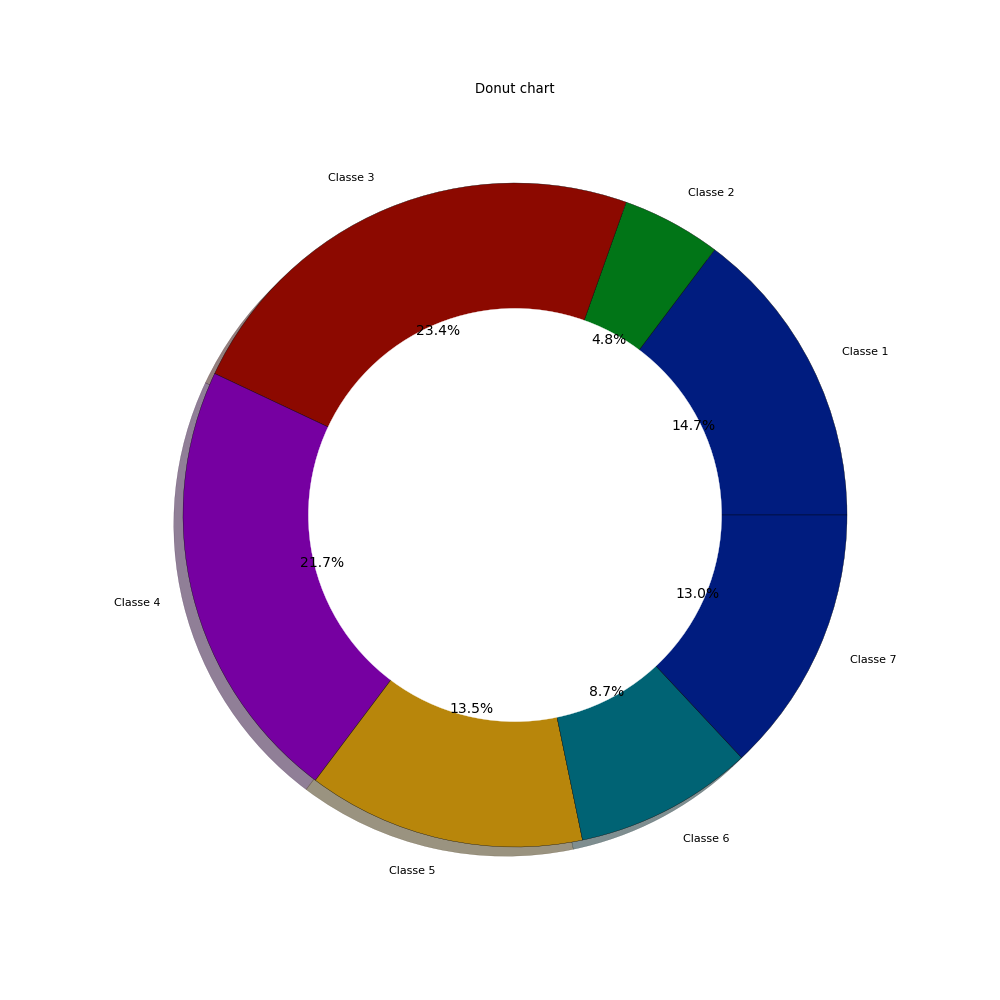 Donut chart
Classe 3
Classe 2
23.4%
4.8%
Classe 1
14.7%
21.7%
13.0%
Classe 4
Classe 7
8.7%
13.5%
Classe 6
Classe 5